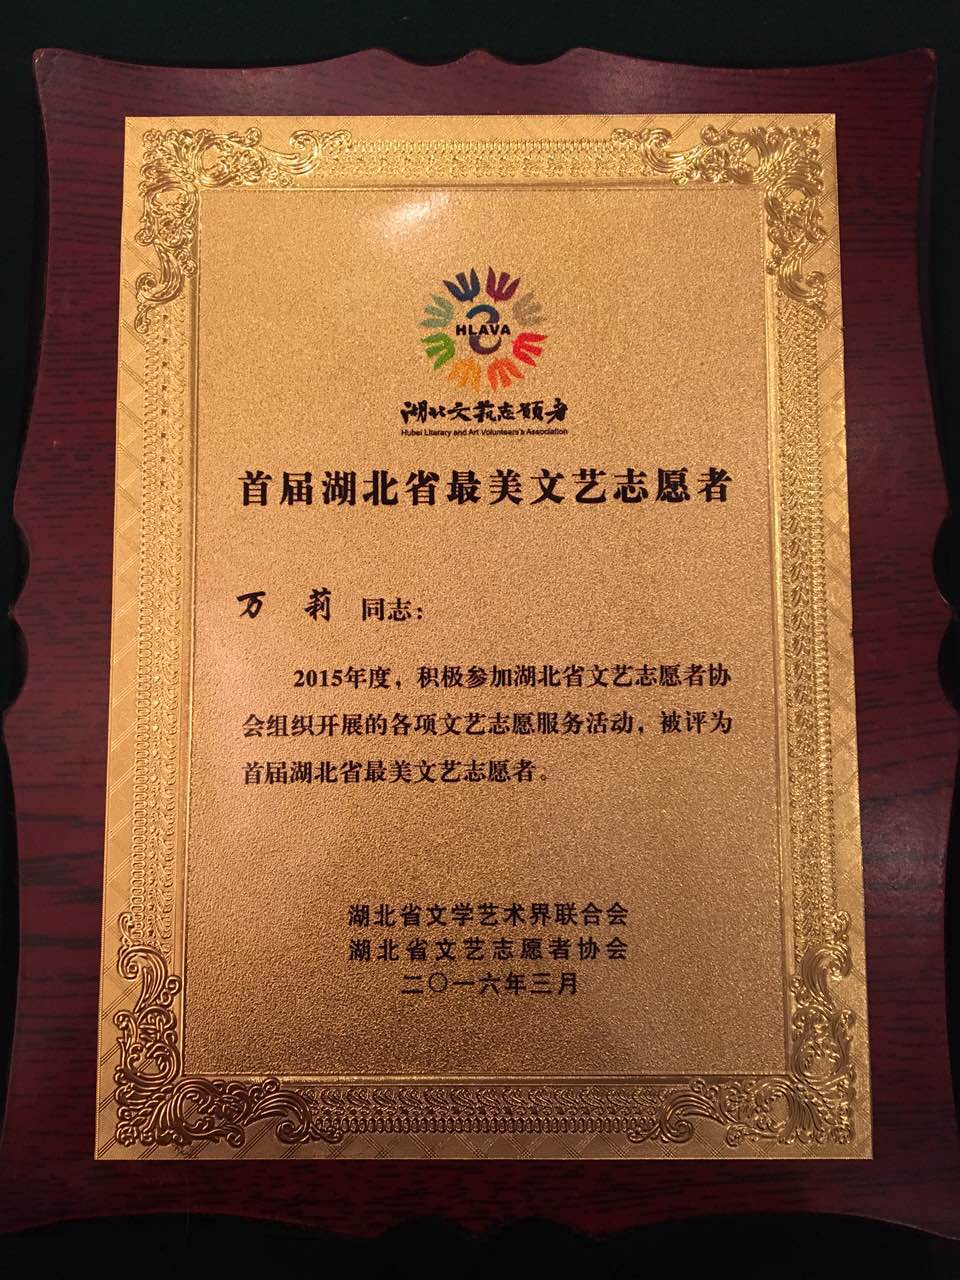 HLAVA
湖北文艺志愿者
Hubei Literary and Art Volunteers's Association
首届湖北省最美文艺志愿者
万 莉 同志：
2015年度，积极参加湖北省文艺志愿者协
会组织开展的各项文艺志愿服务活动，被评为
首届湖北省最美文艺志愿者。
湖北省文学艺术界联合会
湖北省文艺志愿者协会
二〇一六年三月